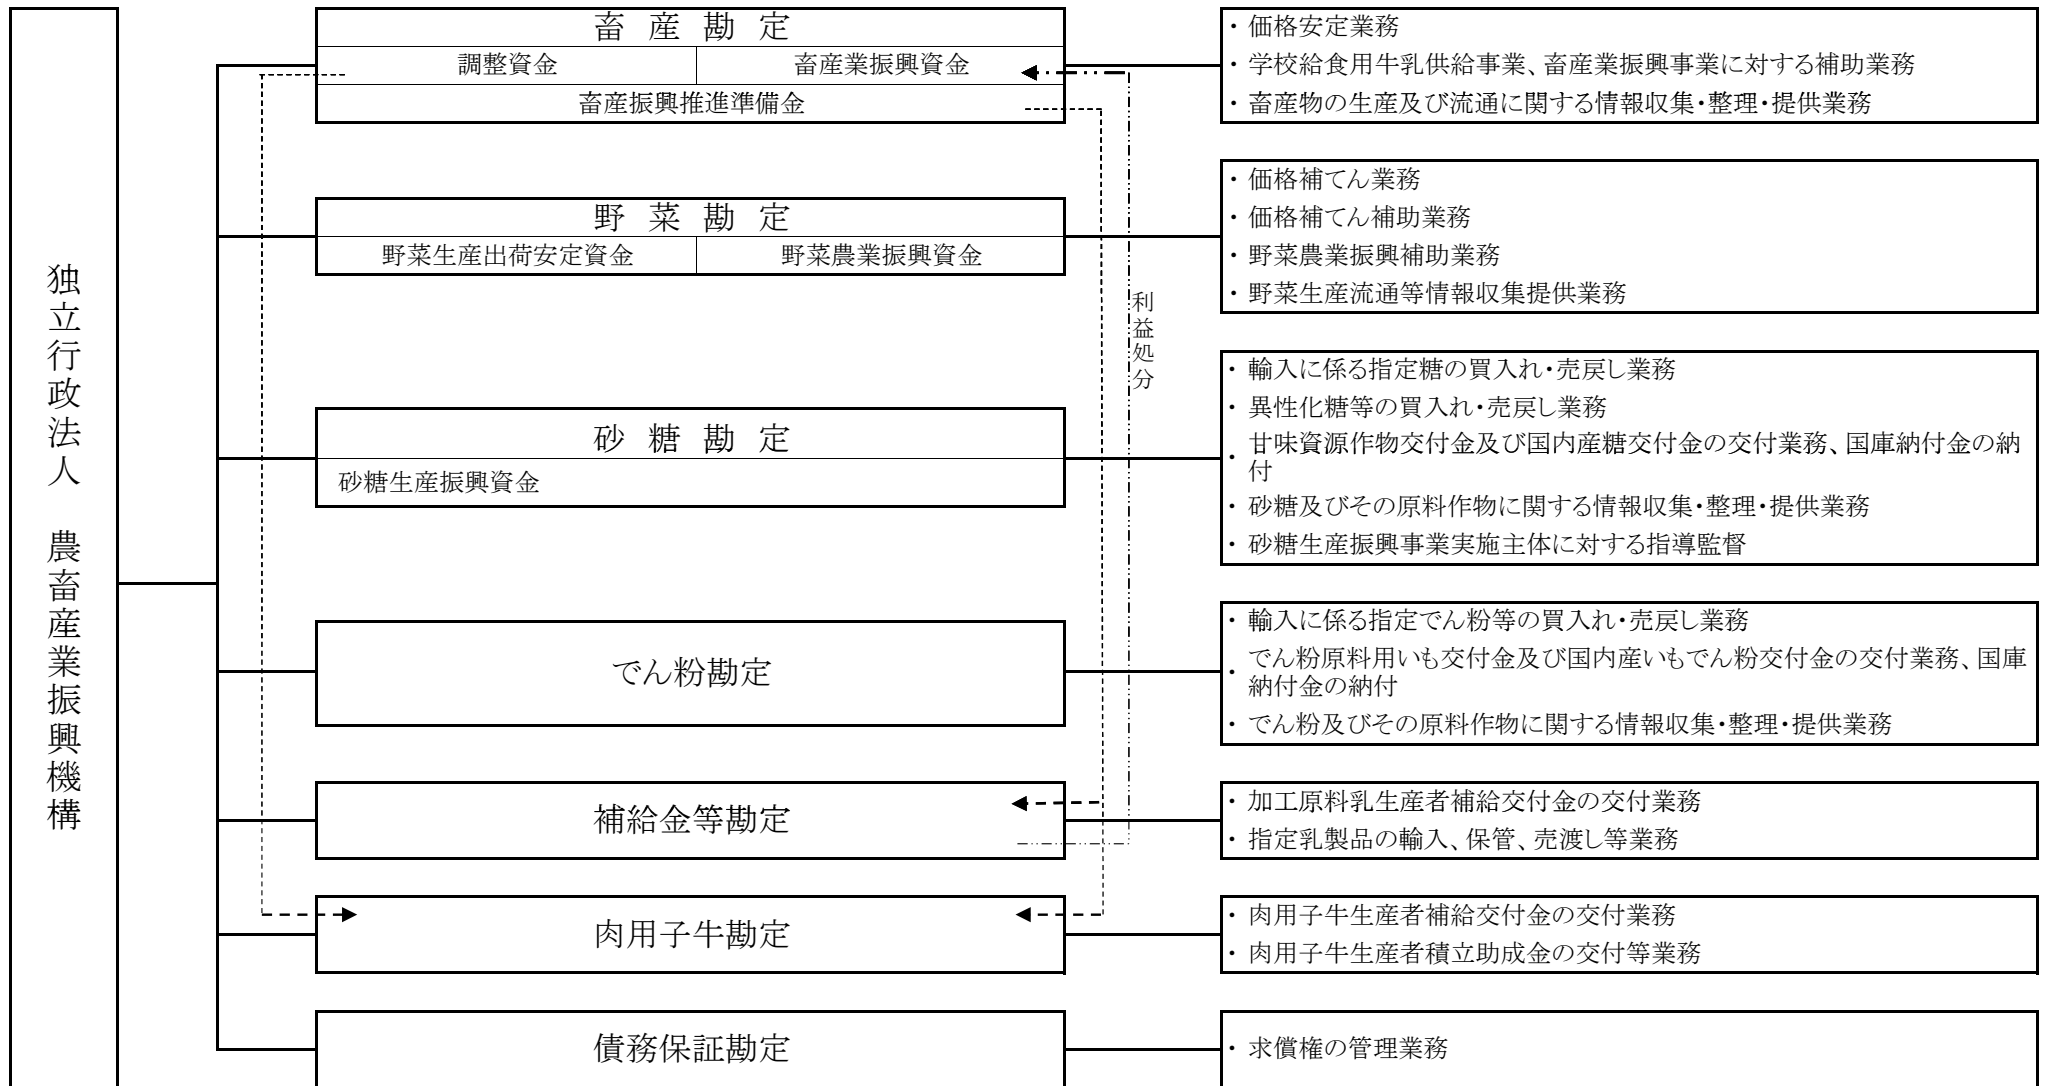 独立行政法人　農畜産業振興機構
畜産勘定
調整資金
畜産業振興資金
畜産振興推進準備金
・ 価格安定業務
・ 学校給食用牛乳供給事業、畜産業振興事業に対する補助業務
・ 畜産物の生産及び流通に関する情報収集・整理・提供業務
野菜勘定
野菜生産出荷安定資金
野菜農業振興資金
・ 価格補てん業務
・ 価格補てん補助業務
・ 野菜農業振興補助業務
・ 野菜生産流通等情報収集提供業務
利益処分
砂糖勘定
砂糖生産振興資金
・ 輸入に係る指定糖の買入れ・売戻し業務
・ 異性化糖等の買入れ・売戻し業務
・ 甘味資源作物交付金及び国内産糖交付金の交付業務、国庫納付金の納
付
・ 砂糖及びその原料作物に関する情報収集・整理・提供業務
・ 砂糖生産振興事業実施主体に対する指導監督
でん粉勘定
・ 輸入に係る指定でん粉等の買入れ・売戻し業務
・ でん粉原料用いも交付金及び国内産いもでん粉交付金の交付業務、国庫
納付金の納付
・ でん粉及びその原料作物に関する情報収集・整理・提供業務
補給金等勘定
・ 加工原料乳生産者補給交付金の交付業務
・ 指定乳製品の輸入、保管、売渡し等業務
肉用子牛勘定
・ 肉用子牛生産者補給交付金の交付業務
・ 肉用子牛生産者積立助成金の交付等業務
債務保証勘定
・ 求償権の管理業務